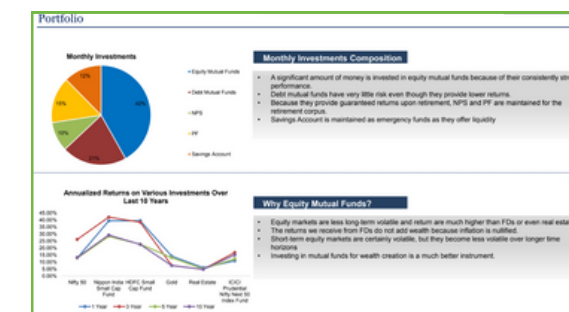 Portfolio
Monthly Investments
12%
42%
15%
10%
21%
Equity Mutual Funds
Debt Mutual Funds
NPS
PF
Savings Account
Monthly Investments Composition
• A significant amount of money is invested in equity mutual funds because of their consistently
performance.
• Debt mutual funds have very little risk even though they provide lower returns.
• Because they provide guaranteed returns upon retirement, NPS and PF are maintained for the
retirement corpus.
• Savings Account is maintained as emergency funds as they offer liquidity
Annualized Returns on Various Investments Over
Last 10 Years
45.00%
40.00%
35.00%
30.00%
25.00%
20.00%
15.00%
10.00%
5.00%
0.00%
Nifty 50
Nippon India
Small Cap
Fund
HDFC Small
Cap Fund
Gold
Real Estate
ICICI
Prudential
Nifty Next 50
Index Fund
1 Year
3 Year
5 Year
10 Year
Why Equity Mutual Funds?
• Equity markets are less long-term volatile and return are much higher than FDs or even real
• The returns we receive from FDs do not add wealth because inflation is nullified.
• Short-term equity markets are certainly volatile, but they become less volatile over longer time
horizons
• Investing in mutual funds for wealth creation is a much better instrument.